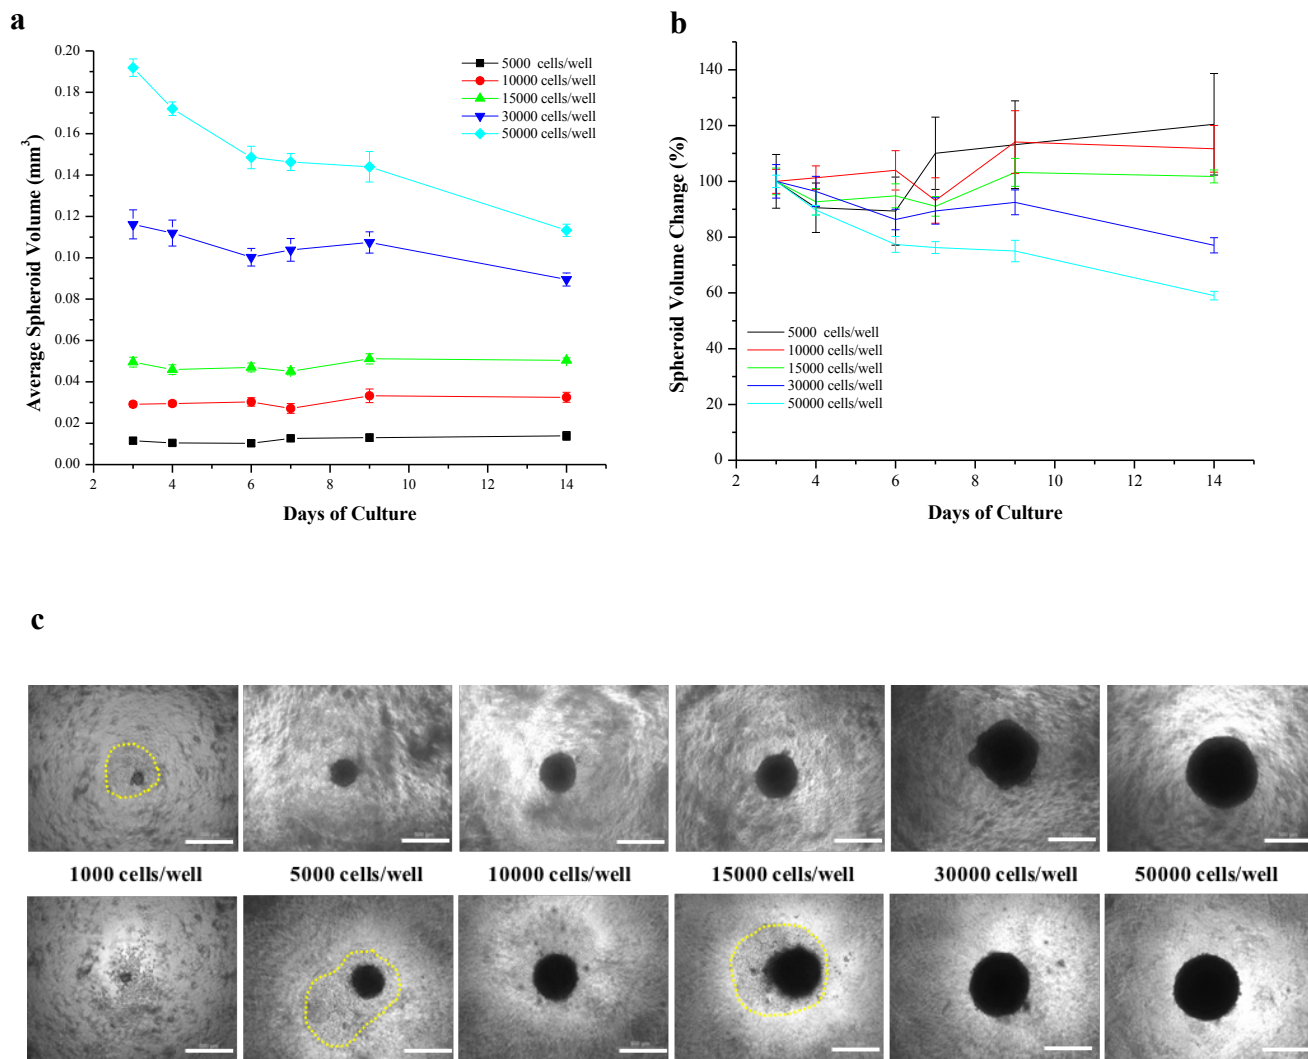 a
0.20
0.18
0.16
0.14
0.12
0.10
0.08
0.06
0.04
0.02
0.00
2
4
6
8
10
12
14
Average Spheroid Volume (mm³)
Days of Culture
5000 cells/well
10000 cells/well
15000 cells/well
30000 cells/well
50000 cells/well
b
140
120
100
80
60
40
20
0
2
4
6
8
10
12
14
Spheroid Volume Change (%)
Days of Culture
5000 cells/well
10000 cells/well
15000 cells/well
30000 cells/well
50000 cells/well
c
1000 cells/well
5000 cells/well
10000 cells/well
15000 cells/well
30000 cells/well
50000 cells/well